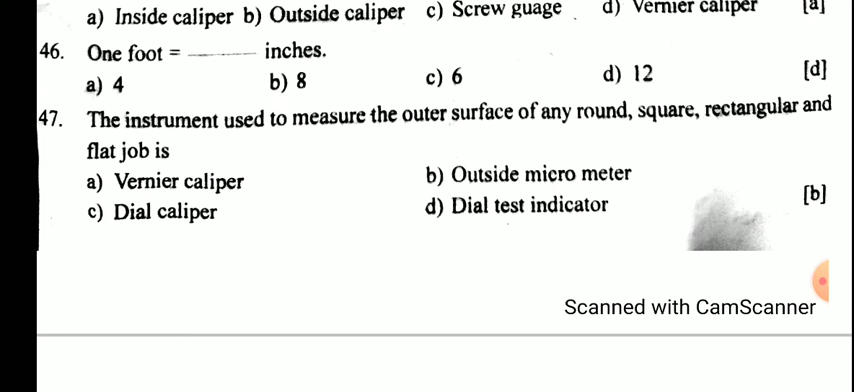 a) Inside caliper b) Outside caliper c) Screw guage d) Vernier caliper [a]
46. One foot = ______ inches.
a) 4 b) 8 c) 6 d) 12 [d]
47. The instrument used to measure the outer surface of any round, square, rectangular and
flat job is
a) Vernier caliper b) Outside micro meter
c) Dial caliper d) Dial test indicator [b]
Scanned with CamScanner